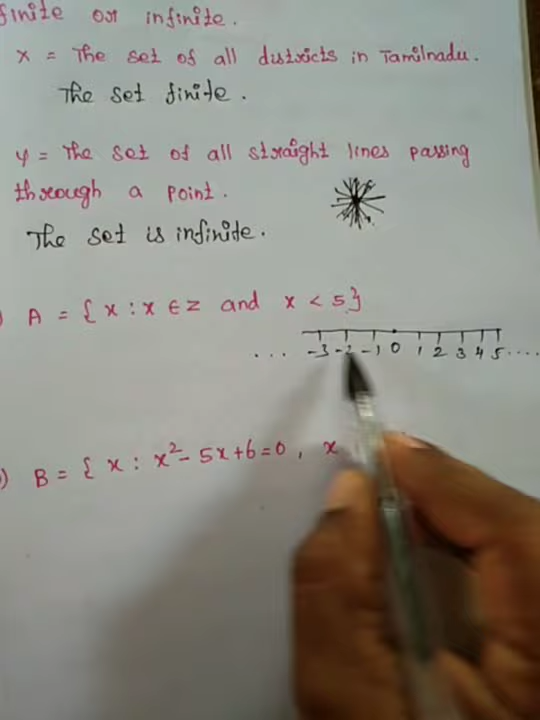 finite or infinite.
X = The set of all districts in Tamilnadu.
The set finite.
Y = The set of all straight lines passing
through a point.
The set is infinite.
) A = { x : x ∈ Z and x < 5}
... -3 -2 -1 0 1 2 3 4 5 ....
) B = { x : x² - 5x + 6 = 0 , x